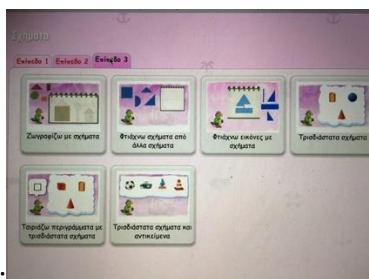 Σχήματα
Επίπεδο 1 Επίπεδο 2 Επίπεδο 3
Ζωγραφίζω με σχήματα
Φτιάχνω σχήματα από
άλλα σχήματα
Φτιάχνω εικόνες με
σχήματα
Τρισδιάστατα σχήματα
Ταιριάζω περιγράμματα με
τρισδιάστατα σχήματα
Τρισδιάστατα σχήματα και
αντικείμενα